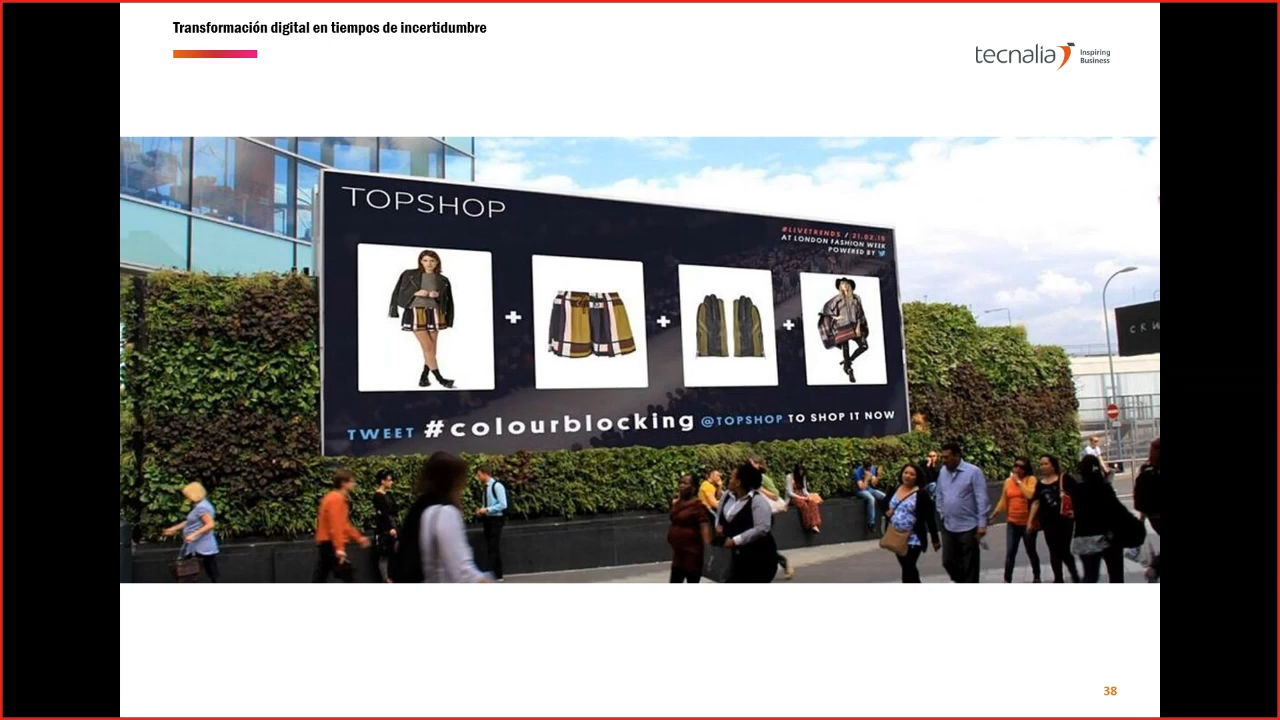 Transformación digital en tiempos de incertidumbre
tecnalia Inspiring
Business
TOPSHOP
#LIVETRENDS / 21.02.15
AT LONDON FASHION WEEK
POWERED BY
+ + +
TWEET #colourblocking @TOPSHOP TO SHOP IT NOW
38